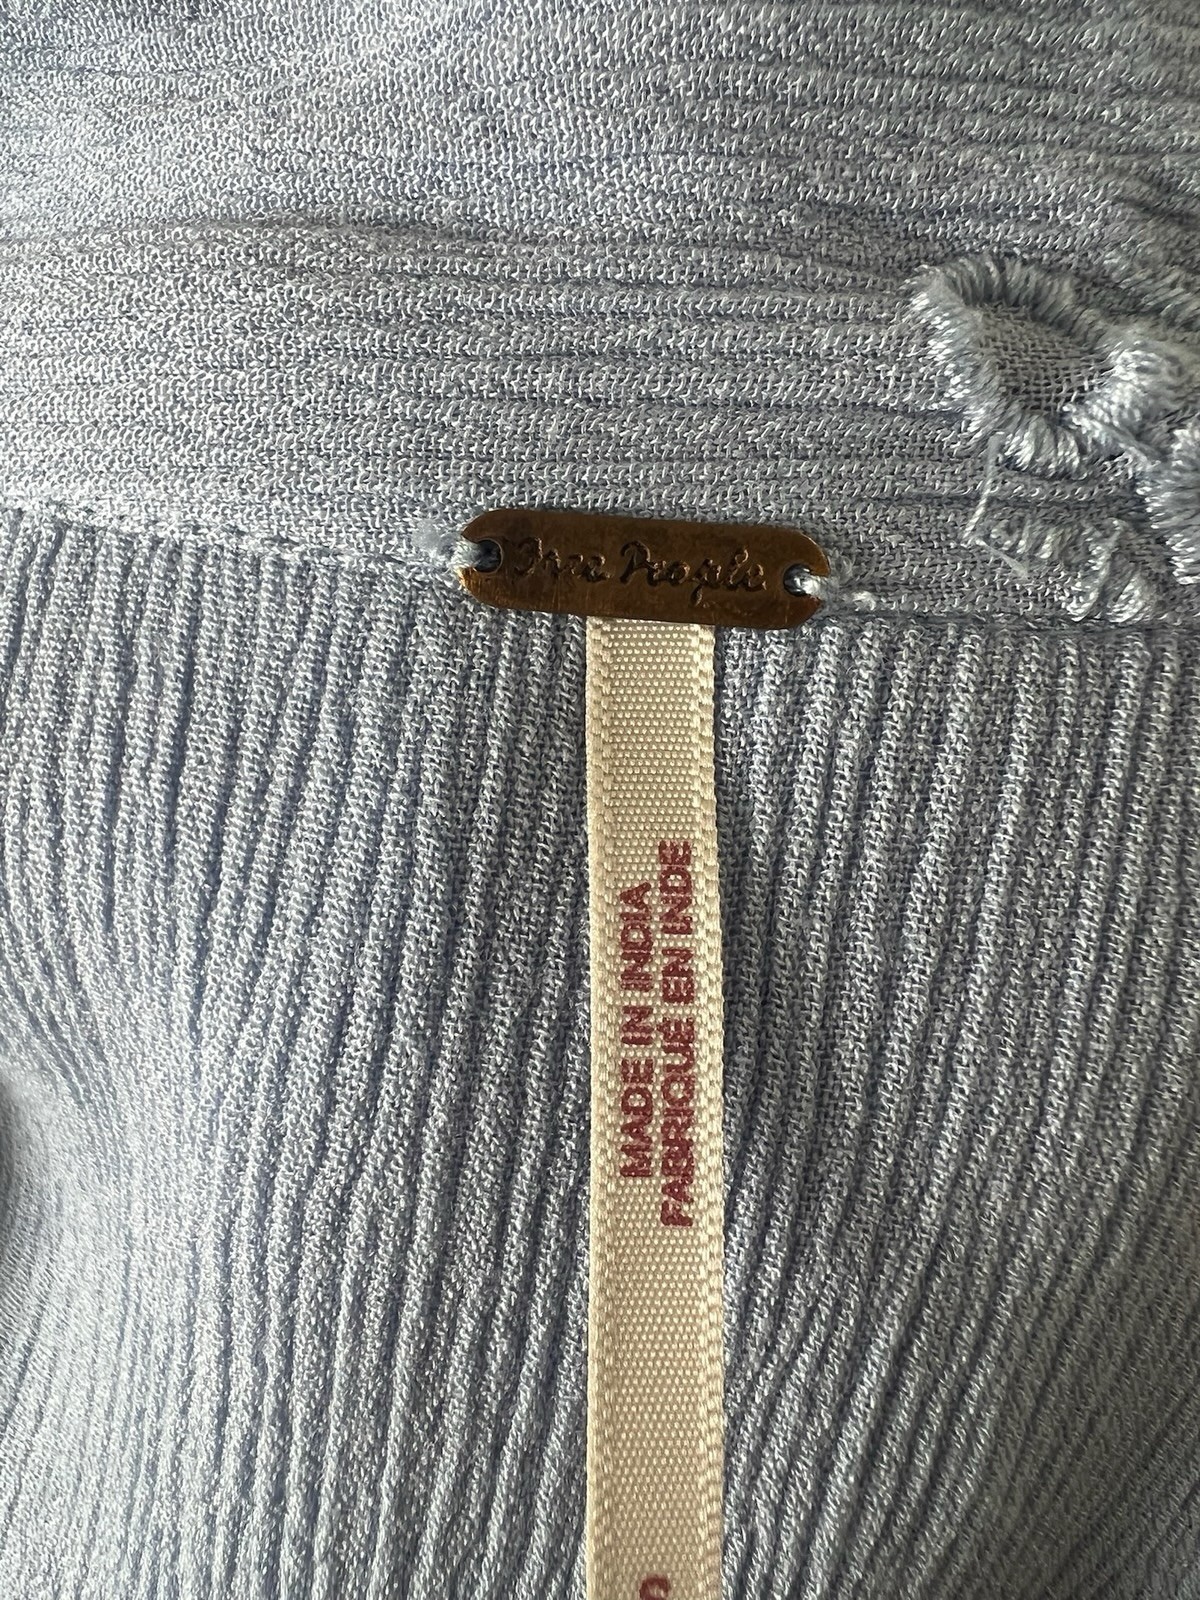 Free People
MADE IN INDIA
FABRIQUÉ EN INDE